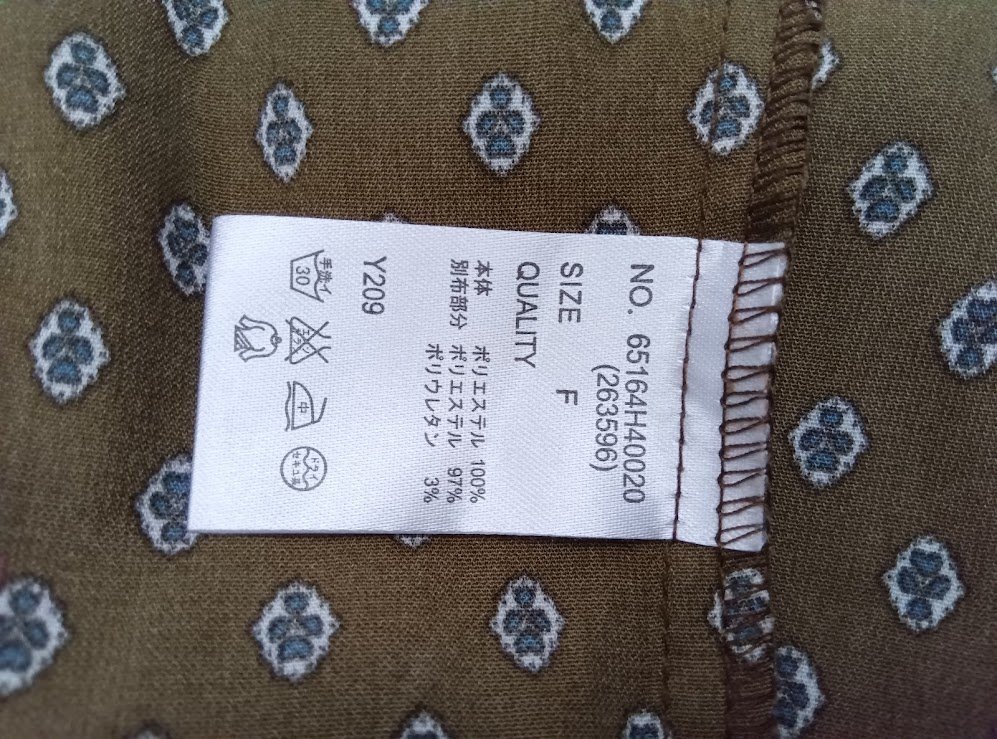 NO. 65164H40020
(263596)
SIZE F
QUALITY
本体 ポリエステル 100%
別布部分 ポリエステル 97%
ポリウレタン 3%
Y209
手洗イ
30
中
ドライ
セキユ系